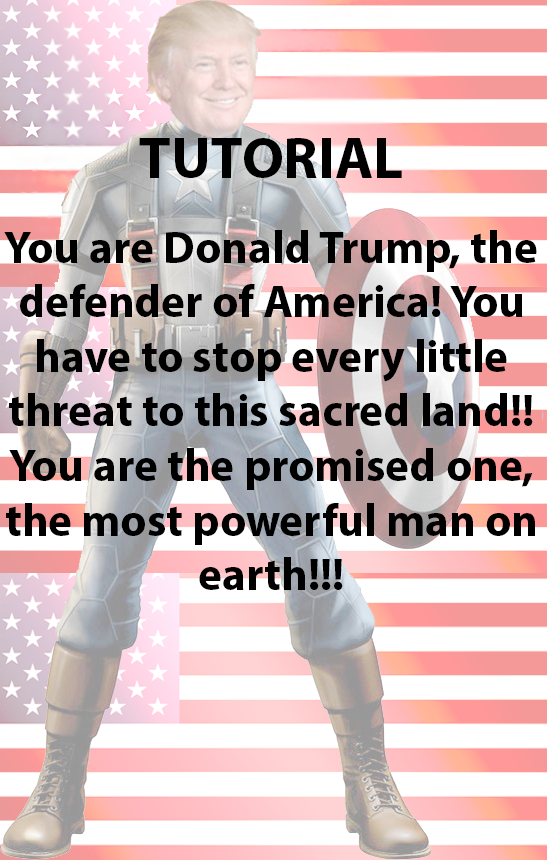 TUTORIAL
You are Donald Trump, the
defender of America! You
have to stop every little
threat to this sacred land!!
You are the promised one,
the most powerful man on
earth!!!